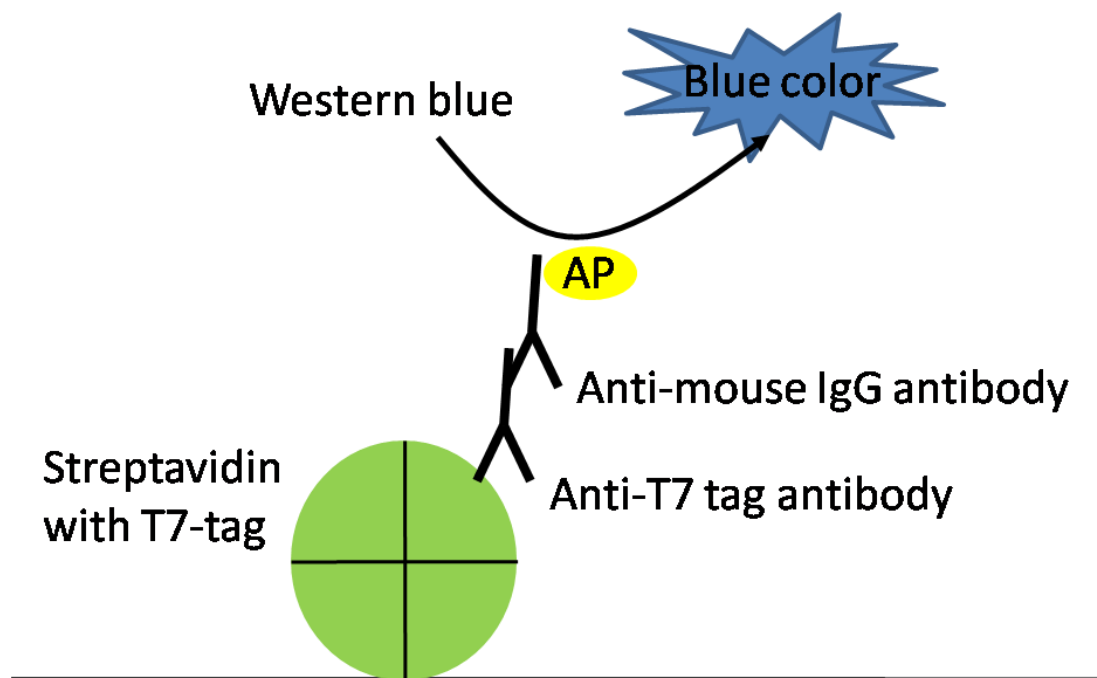 Western blue
Blue color
AP
Anti-mouse IgG antibody
Streptavidin
with T7-tag
Anti-T7 tag antibody